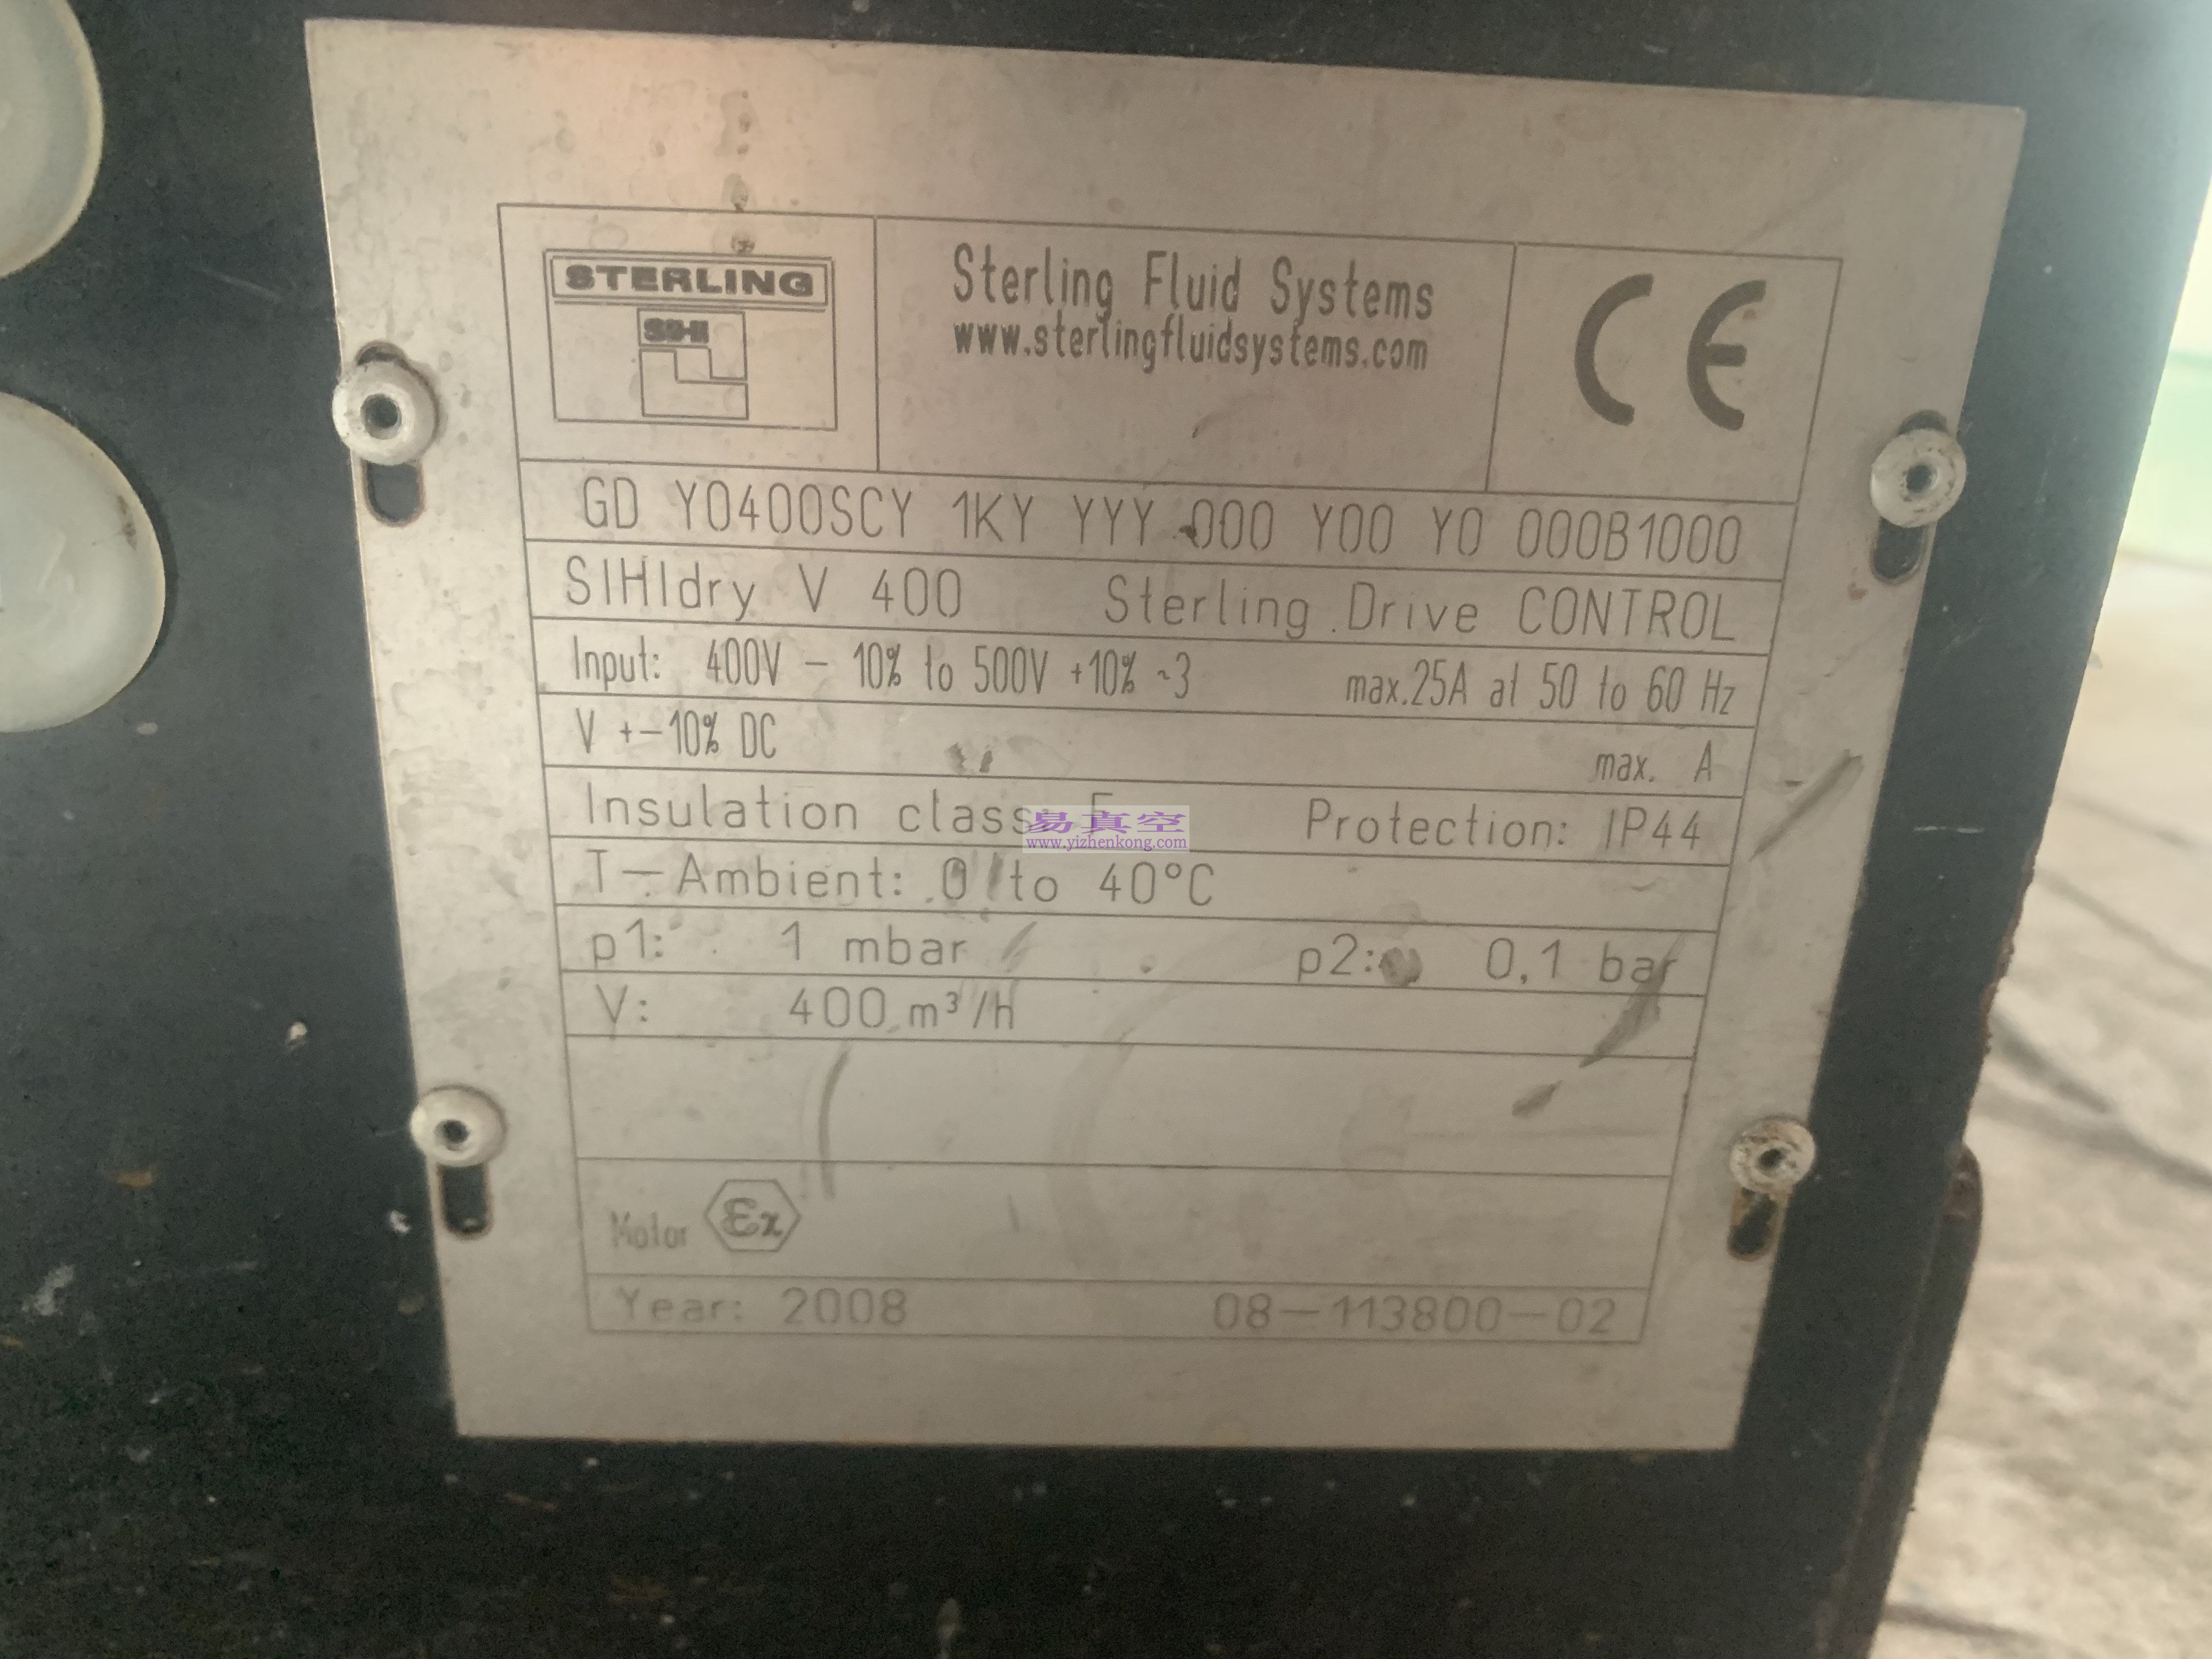 STERLING
SIHI
Sterling Fluid Systems
www.sterlingfluidsystems.com
CE
GD Y0400SCY 1KY YYY 000 Y00 Y0 000B1000
SIHIdry V 400 Sterling Drive CONTROL
Input: 400V - 10% to 500V +10% ~3 max.25A at 50 to 60 Hz
V +-10% DC max. A
Insulation class Protection: IP44
易真空
www.yizhenkong.com
T-Ambient: 0 to 40°C
p1: 1 mbar p2: 0,1 bar
V: 400 m³/h
Motor Ex
Year: 2008 08-113800-02